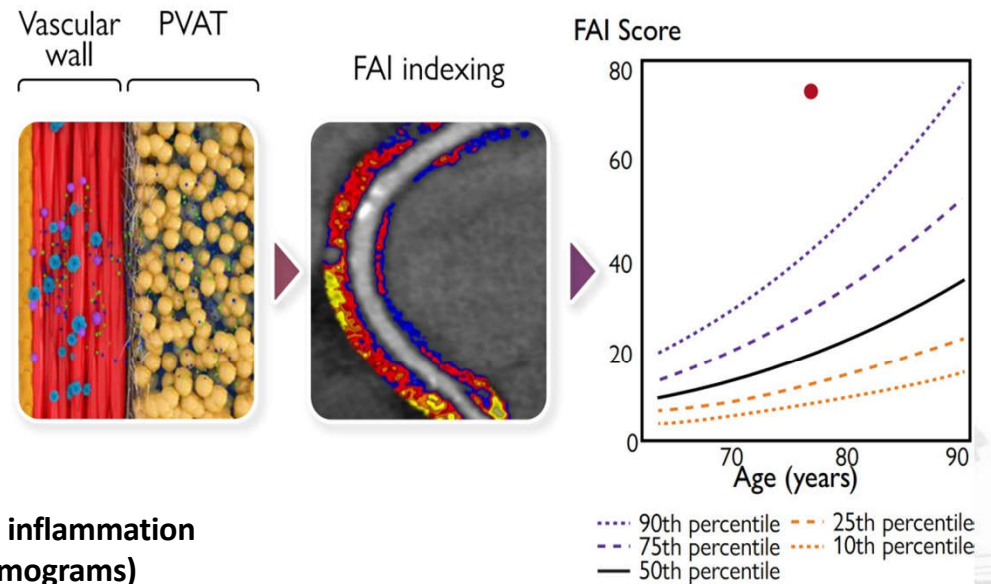 Vascular
wall
PVAT
FAI indexing
FAI Score
80
60
40
20
0
70
80
90
Age (years)
90th percentile
75th percentile
50th percentile
25th percentile
10th percentile
inflammation
mograms)